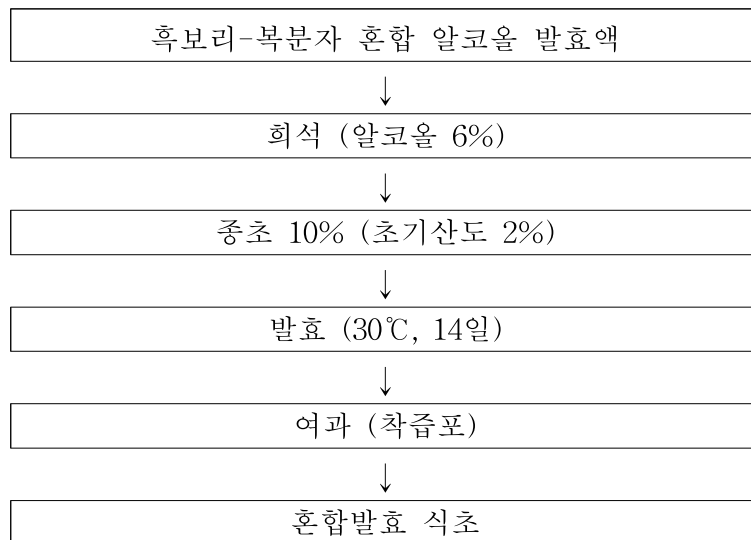 흑보리-복분자 혼합 알코올 발효액
↓
희석 (알코올 6%)
↓
종초 10% (초기산도 2%)
↓
발효 (30℃, 14일)
↓
여과 (착즙포)
↓
혼합발효 식초